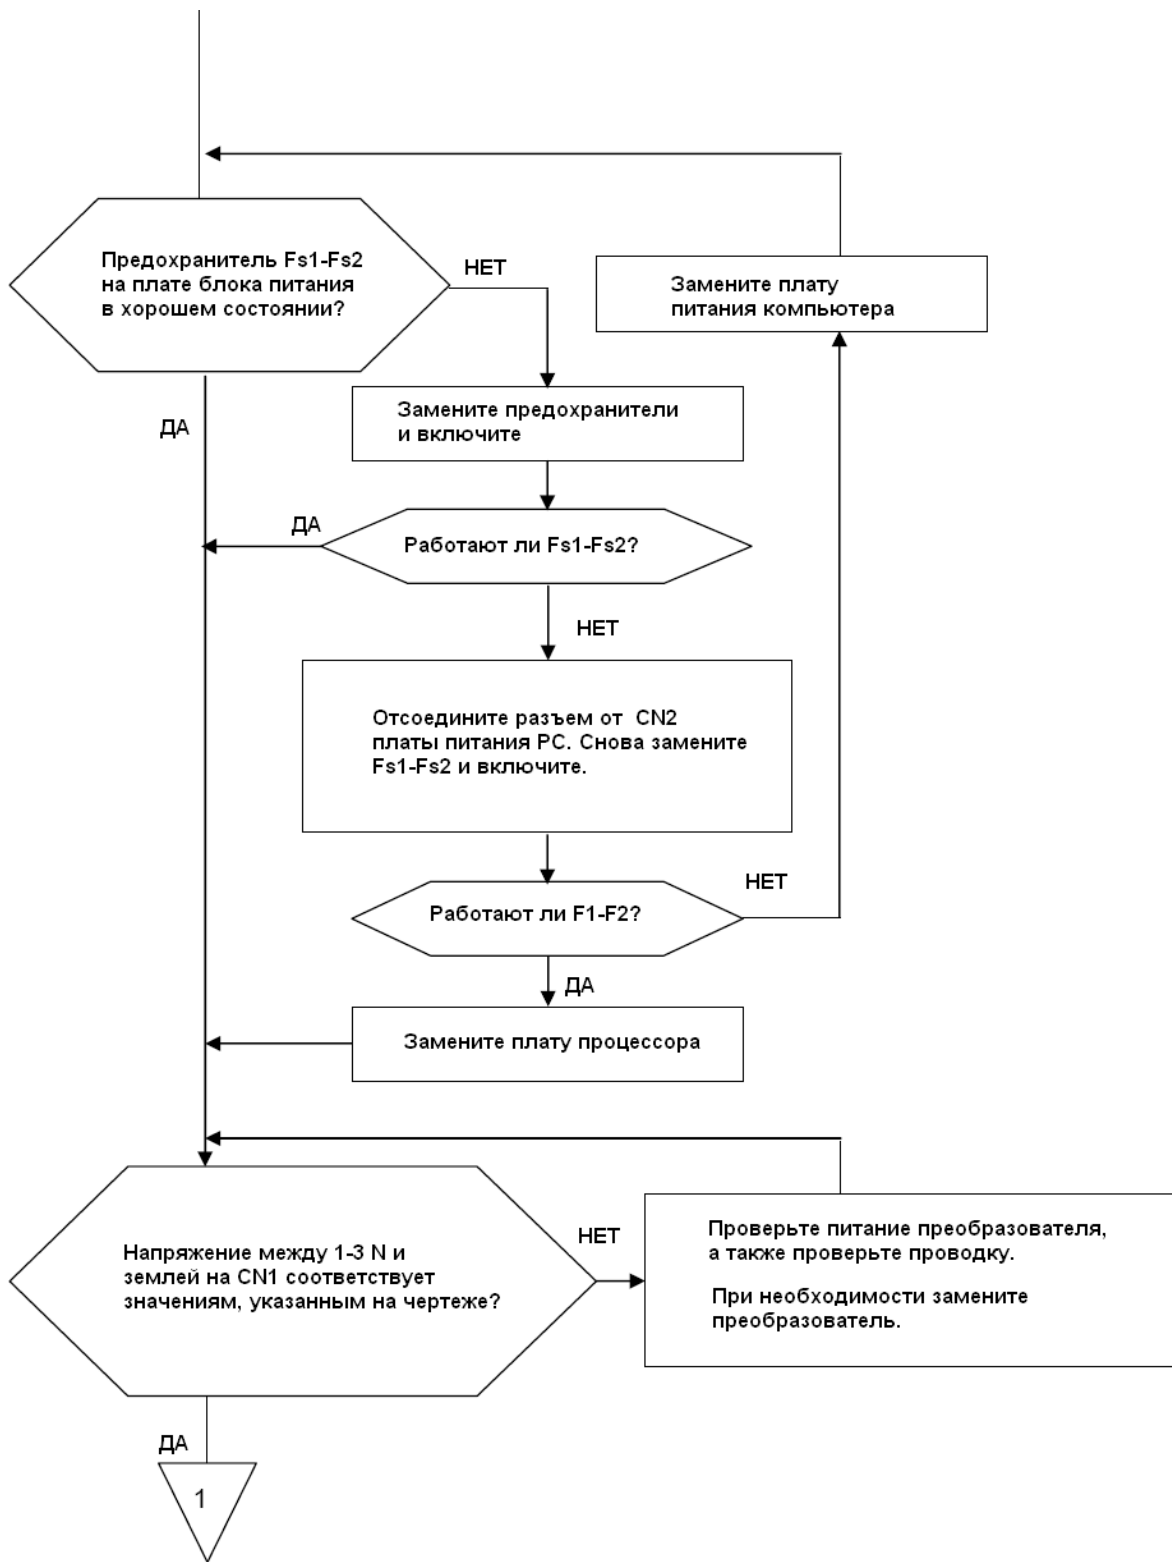 Предохранитель Fs1-Fs2
на плате блока питания
в хорошем состоянии?
НЕТ
Замените плату
питания компьютера
ДА
Замените предохранители
и включите
ДА
Работают ли Fs1-Fs2?
НЕТ
Отсоедините разъем от CN2
платы питания PC. Снова замените
Fs1-Fs2 и включите.
НЕТ
Работают ли F1-F2?
ДА
Замените плату процессора
Напряжение между 1-3 N и
землей на CN1 соответствует
значениям, указанным на чертеже?
НЕТ
Проверьте питание преобразователя,
а также проверьте проводку.
При необходимости замените
преобразователь.
ДА
1